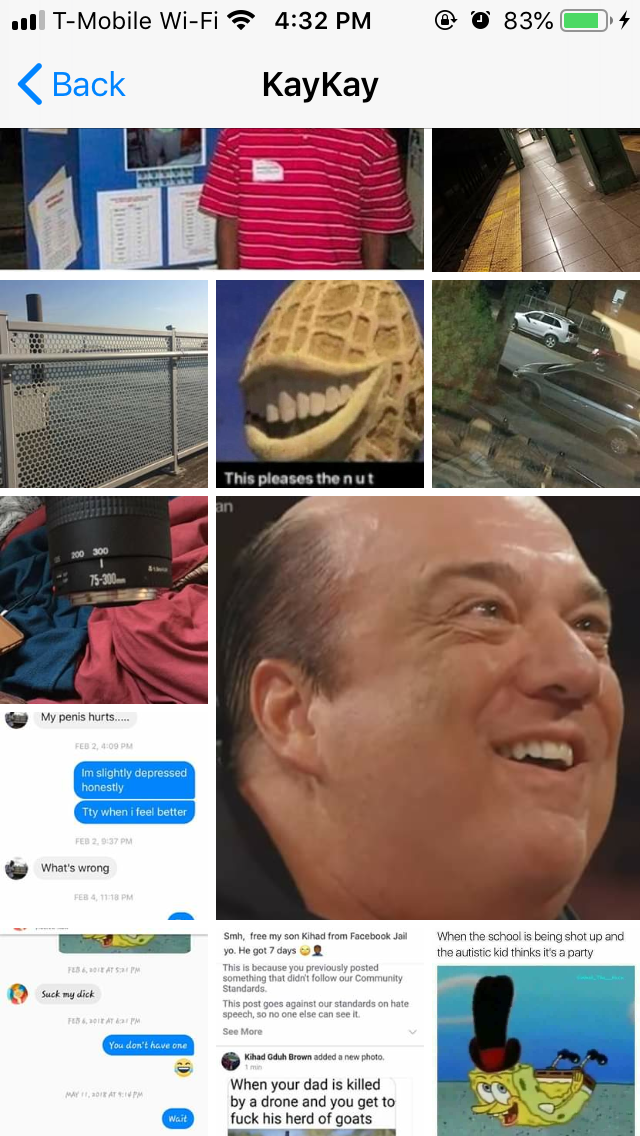 T-Mobile Wi-Fi 4:32 PM 83%
Back KayKay
This pleases the nut
200 300
75-300mm
an
My penis hurts.....
FEB 2, 4:09 PM
Im slightly depressed
honestly
Tty when i feel better
FEB 2, 9:37 PM
What's wrong
FEB 4, 11:18 PM
FEB 6, 2018 AT 5:31 PM
Suck my dick
FEB 6, 2018 AT 6:31 PM
You don't have one
MAY 11, 2018 AT 9:16 PM
Wait
Smh, free my son Kihad from Facebook Jail
yo. He got 7 days
This is because you previously posted
something that didn't follow our Community
Standards.
This post goes against our standards on hate
speech, so no one else can see it.
See More
Kihad Gduh Brown added a new photo.
1 min
When your dad is killed
by a drone and you get to
fuck his herd of goats
When the school is being shot up and
the autistic kid thinks it's a party